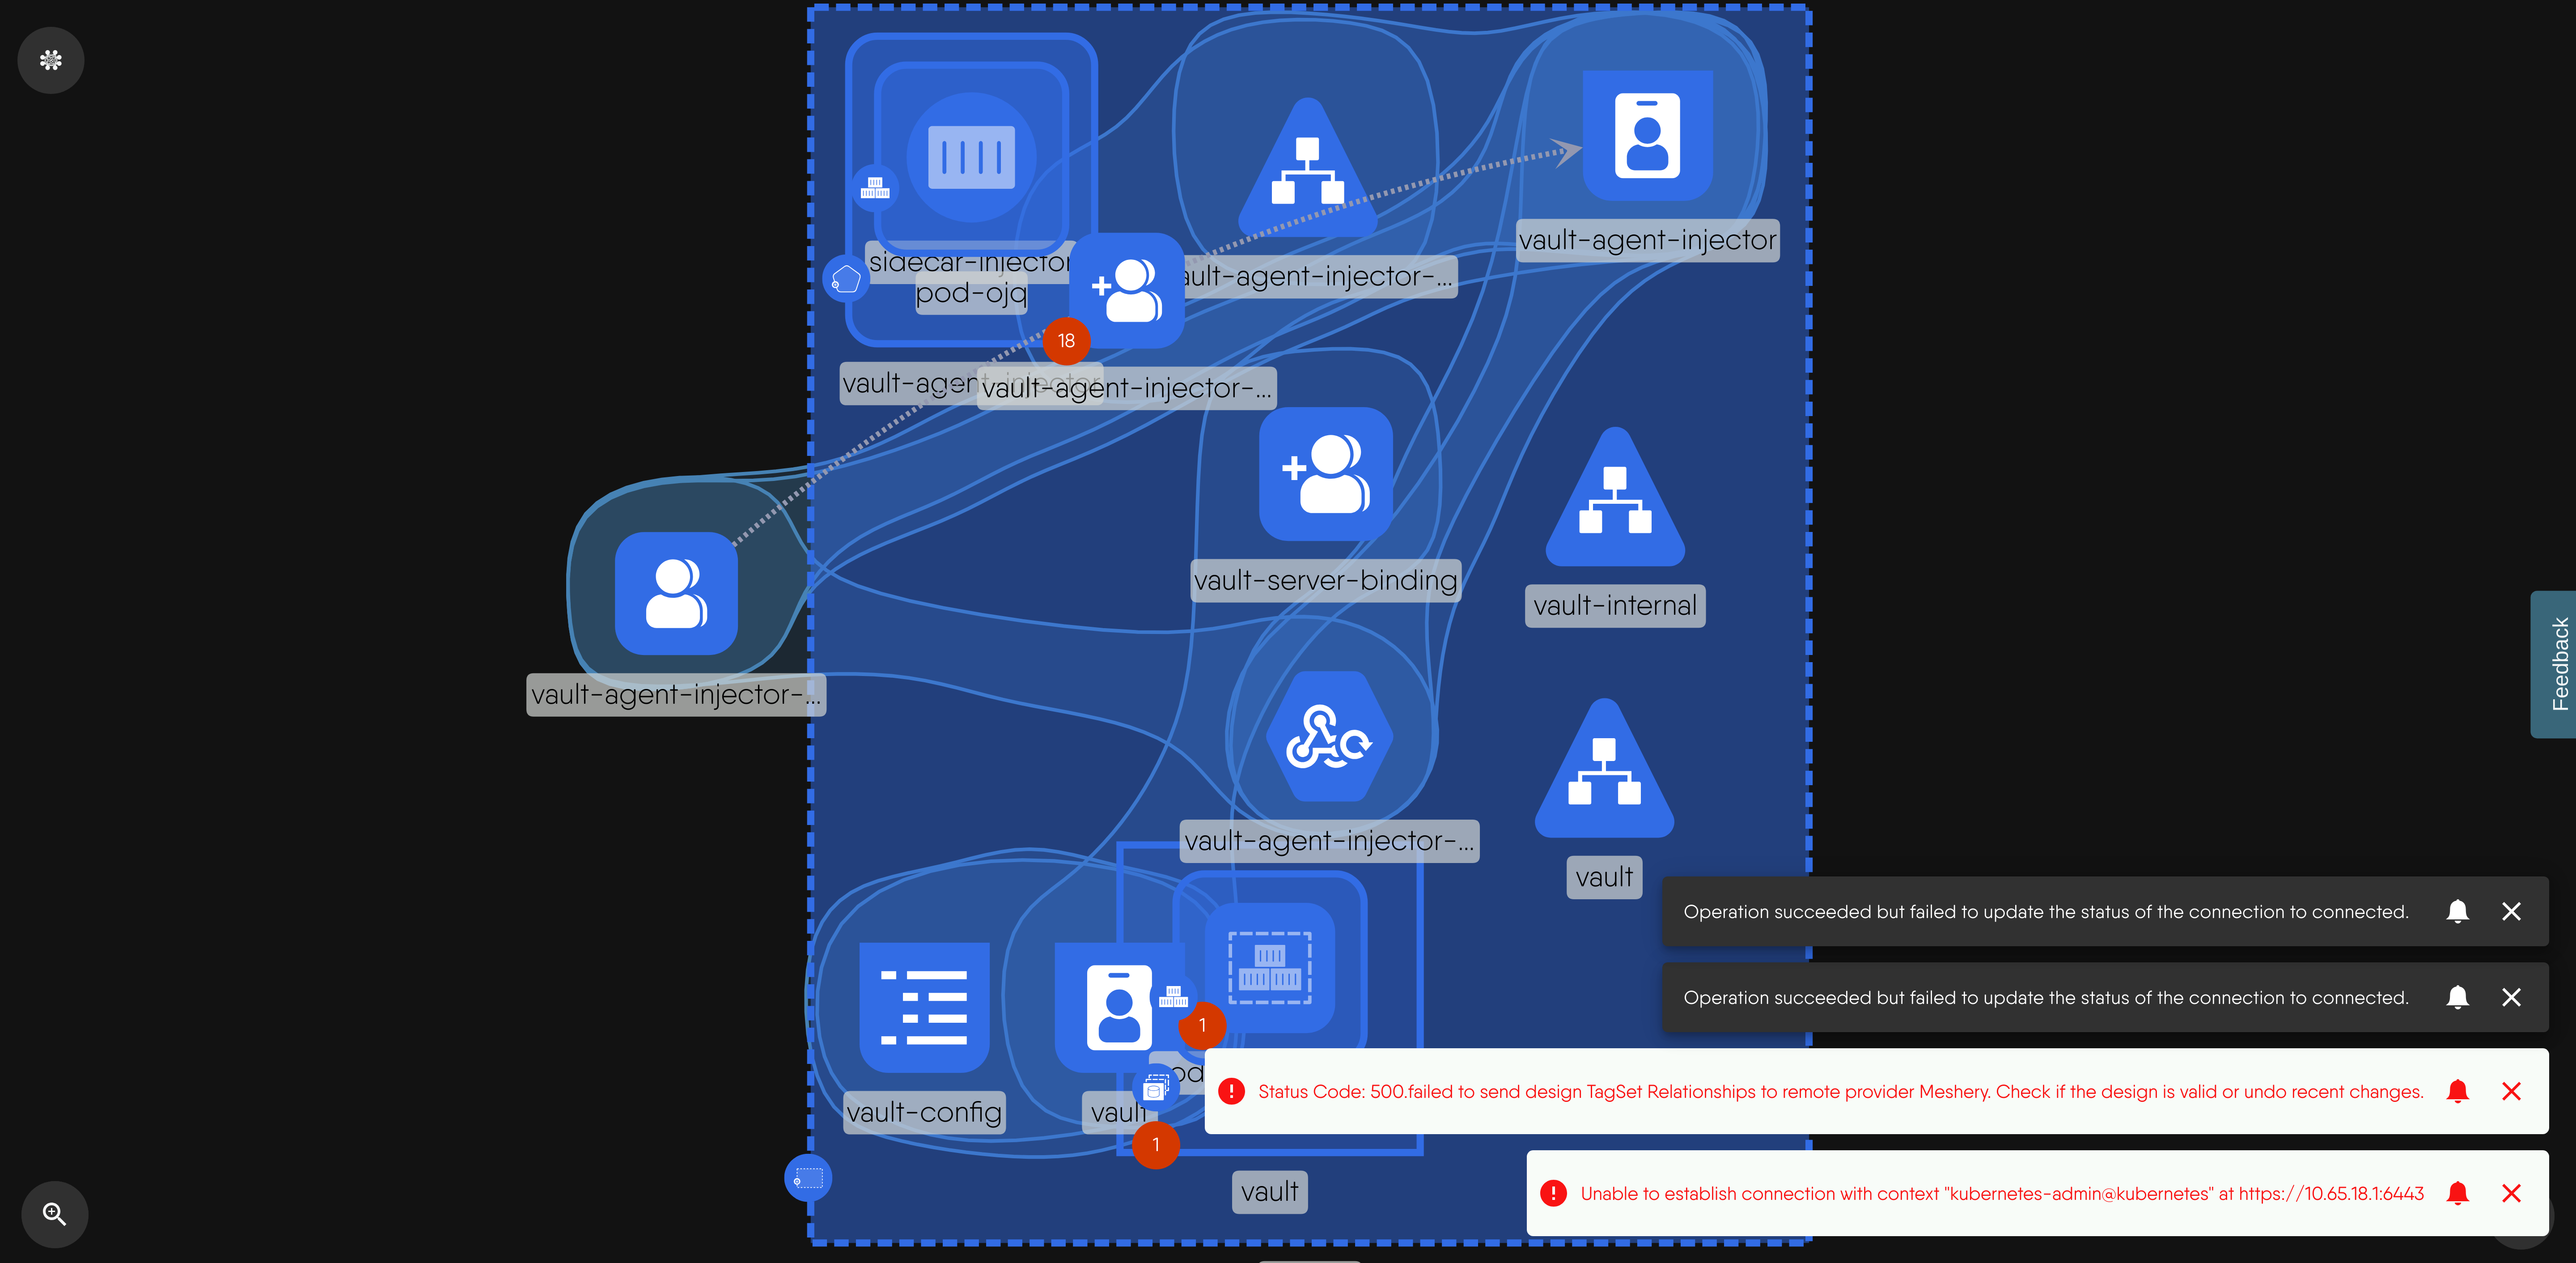 sidecar-injector
pod-ojq
ault-agent-injector-...
vault-agent-injector
18
vault-agent-injector
vault-agent-injector-...
vault-server-binding
vault-internal
vault-agent-injector-...
Feedback
vault-agent-injector-...
vault
Operation succeeded but failed to update the status of the connection to connected.
Operation succeeded but failed to update the status of the connection to connected.
1
od
Status Code: 500.failed to send design TagSet Relationships to remote provider Meshery. Check if the design is valid or undo recent changes.
vault-config
vault
1
vault
Unable to establish connection with context "kubernetes-admin@kubernetes" at https://10.65.18.1:6443